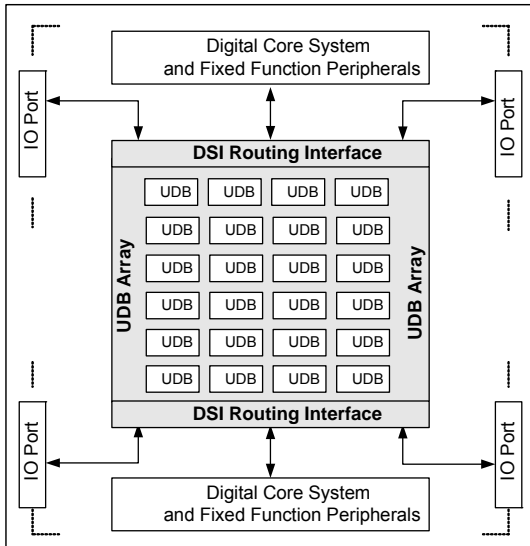 Digital Core System
and Fixed Function Peripherals
IO Port
IO Port
DSI Routing Interface
UDB UDB UDB UDB
UDB UDB UDB UDB
UDB Array
UDB Array
UDB UDB UDB UDB
UDB UDB UDB UDB
UDB UDB UDB UDB
UDB UDB UDB UDB
DSI Routing Interface
IO Port
IO Port
Digital Core System
and Fixed Function Peripherals